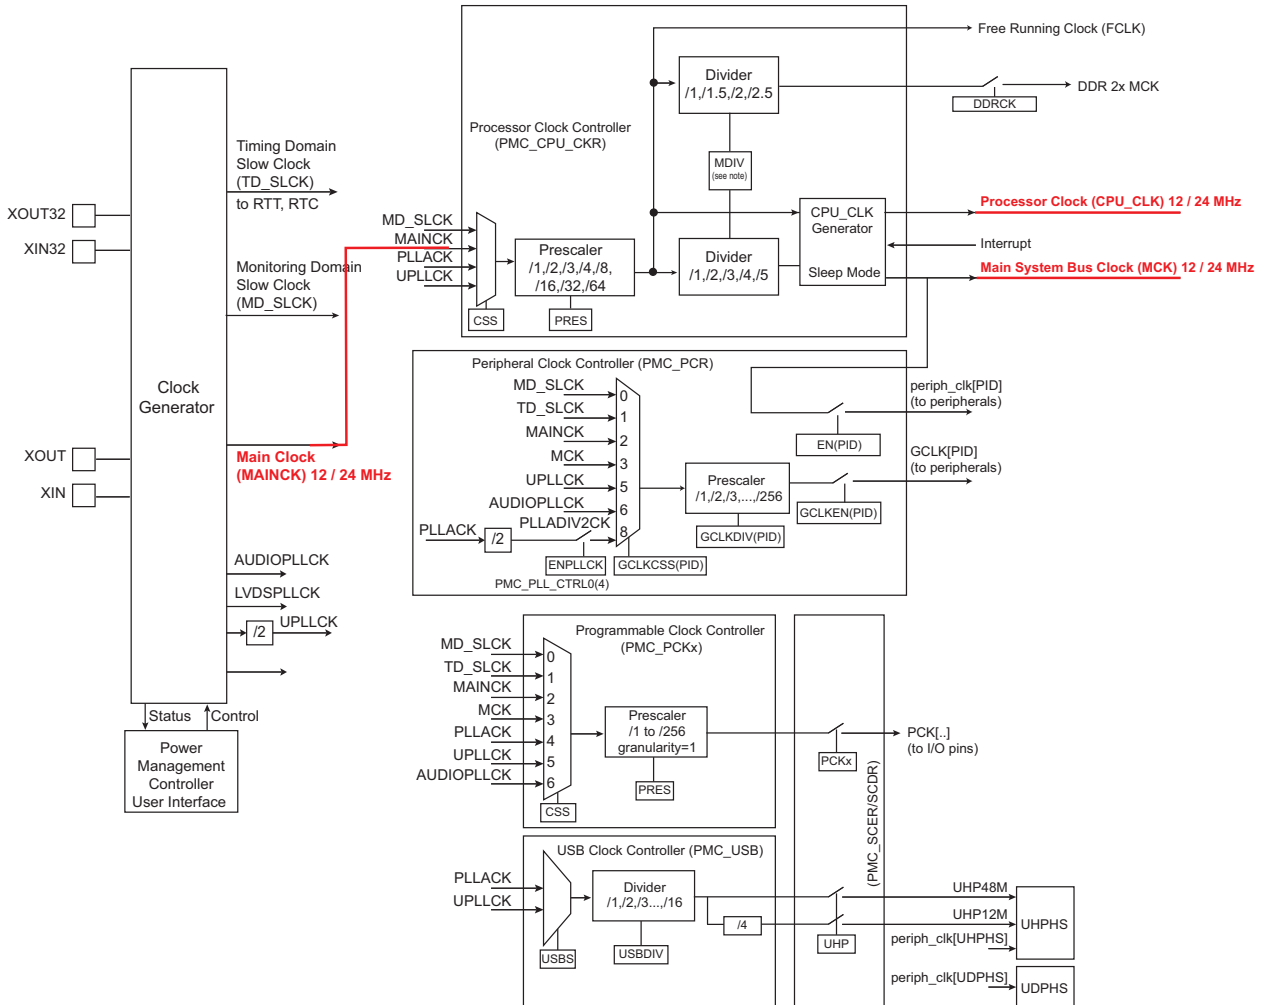 Free Running Clock (FCLK)
Divider
/1,/1.5,/2,/2.5
DDR 2x MCK
DDRCK
Processor Clock Controller
(PMC_CPU_CKR)
MDIV
(see note)
Timing Domain
Slow Clock
(TD_SLCK)
to RTT, RTC
XOUT32
XIN32
MD_SLCK
MAINCK
PLLACK
UPLLCK
Prescaler
/1,/2,/3,/4,/8,
/16,/32,/64
CSS
PRES
Divider
/1,/2,/3,/4,/5
CPU_CLK
Generator
Sleep Mode
Processor Clock (CPU_CLK) 12 / 24 MHz
Interrupt
Main System Bus Clock (MCK) 12 / 24 MHz
Monitoring Domain
Slow Clock
(MD_SLCK)
Clock
Generator
XOUT
XIN
Main Clock
(MAINCK) 12 / 24 MHz
AUDIOPLLCK
LVDSPLLCK
/2
UPLLCK
Status
Control
Power
Management
Controller
User Interface
Peripheral Clock Controller (PMC_PCR)
MD_SLCK
0
TD_SLCK
1
MAINCK
2
MCK
3
UPLLCK
5
AUDIOPLLCK
6
PLLACK
/2
PLLADIV2CK
8
ENPLLCK
PMC_PLL_CTRL0(4)
GCLKCSS(PID)
Prescaler
/1,/2,/3,...,/256
GCLKDIV(PID)
EN(PID)
GCLKEN(PID)
periph_clk[PID]
(to peripherals)
GCLK[PID]
(to peripherals)
Programmable Clock Controller
(PMC_PCKx)
MD_SLCK
0
TD_SLCK
1
MAINCK
2
MCK
3
PLLACK
4
UPLLCK
5
AUDIOPLLCK
6
CSS
Prescaler
/1 to /256
granularity=1
PRES
PCKx
PCK[..]
(to I/O pins)
(PMC_SCER/SCDR)
USB Clock Controller (PMC_USB)
PLLACK
UPLLCK
USBS
Divider
/1,/2,/3...,/16
USBDIV
/4
UHP
UHP48M
UHP12M
periph_clk[UHPHS]
UHPHS
periph_clk[UDPHS]
UDPHS